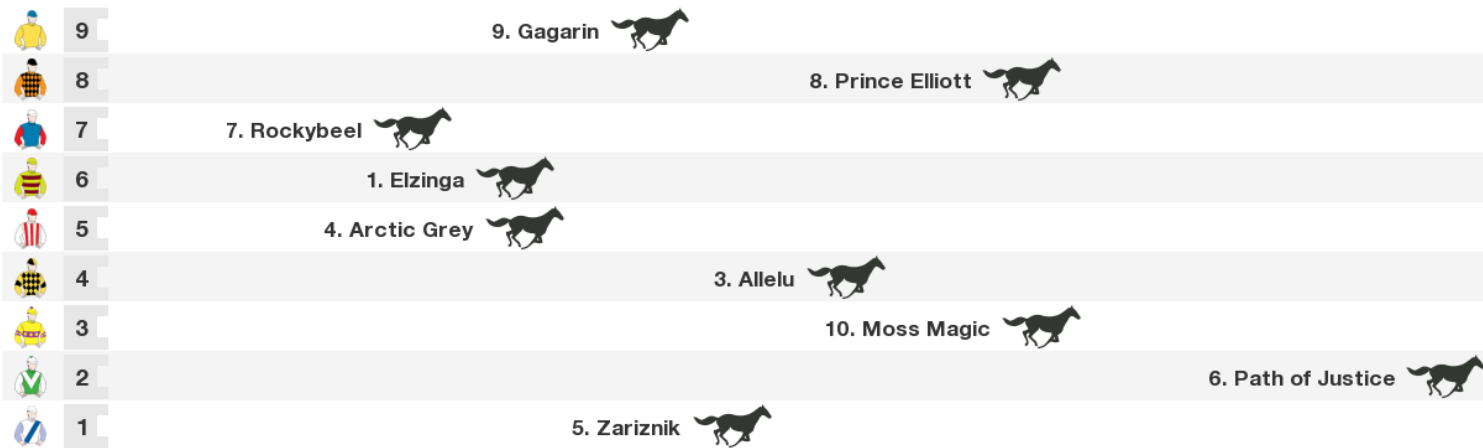 9 9. Gagarin
8 8. Prince Elliott
7 7. Rockybeel
6 1. Elzinga
5 4. Arctic Grey
4 3. Allelu
3 10. Moss Magic
2 6. Path of Justice
1 5. Zariznik